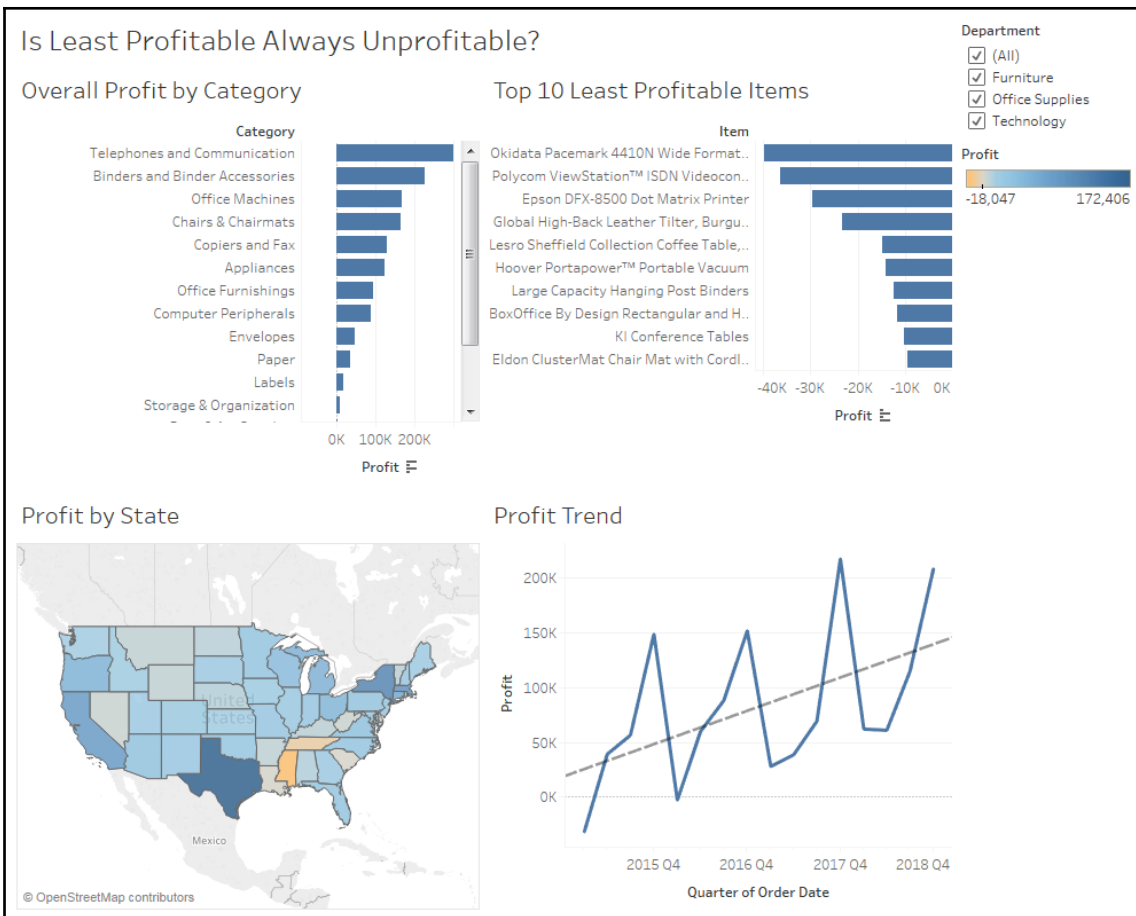 Is Least Profitable Always Unprofitable?
Department
(All)
Furniture
Office Supplies
Technology
Profit
-18,047 172,406
Overall Profit by Category
Category
Telephones and Communication
Binders and Binder Accessories
Office Machines
Chairs & Chairmats
Copiers and Fax
Appliances
Office Furnishings
Computer Peripherals
Envelopes
Paper
Labels
Storage & Organization
0K 100K 200K
Profit
Top 10 Least Profitable Items
Item
Okidata Pacemark 4410N Wide Format..
Polycom ViewStation™ ISDN Videocon..
Epson DFX-8500 Dot Matrix Printer
Global High-Back Leather Tilter, Burgu..
Lesro Sheffield Collection Coffee Table,..
Hoover Portapower™ Portable Vacuum
Large Capacity Hanging Post Binders
BoxOffice By Design Rectangular and H..
KI Conference Tables
Eldon ClusterMat Chair Mat with Cordl..
-40K -30K -20K -10K 0K
Profit
Profit by State
United
States
Mexico
© OpenStreetMap contributors
Profit Trend
Profit
200K
150K
100K
50K
0K
2015 Q4 2016 Q4 2017 Q4 2018 Q4
Quarter of Order Date